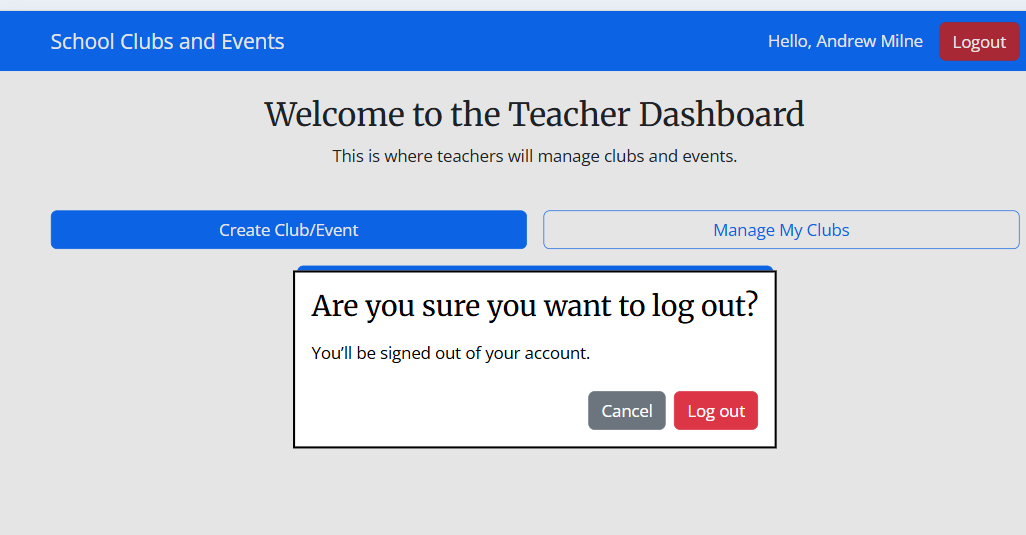 School Clubs and Events
Hello, Andrew Milne
Logout
Welcome to the Teacher Dashboard
This is where teachers will manage clubs and events.
Create Club/Event
Manage My Clubs
Are you sure you want to log out?
You’ll be signed out of your account.
Cancel
Log out